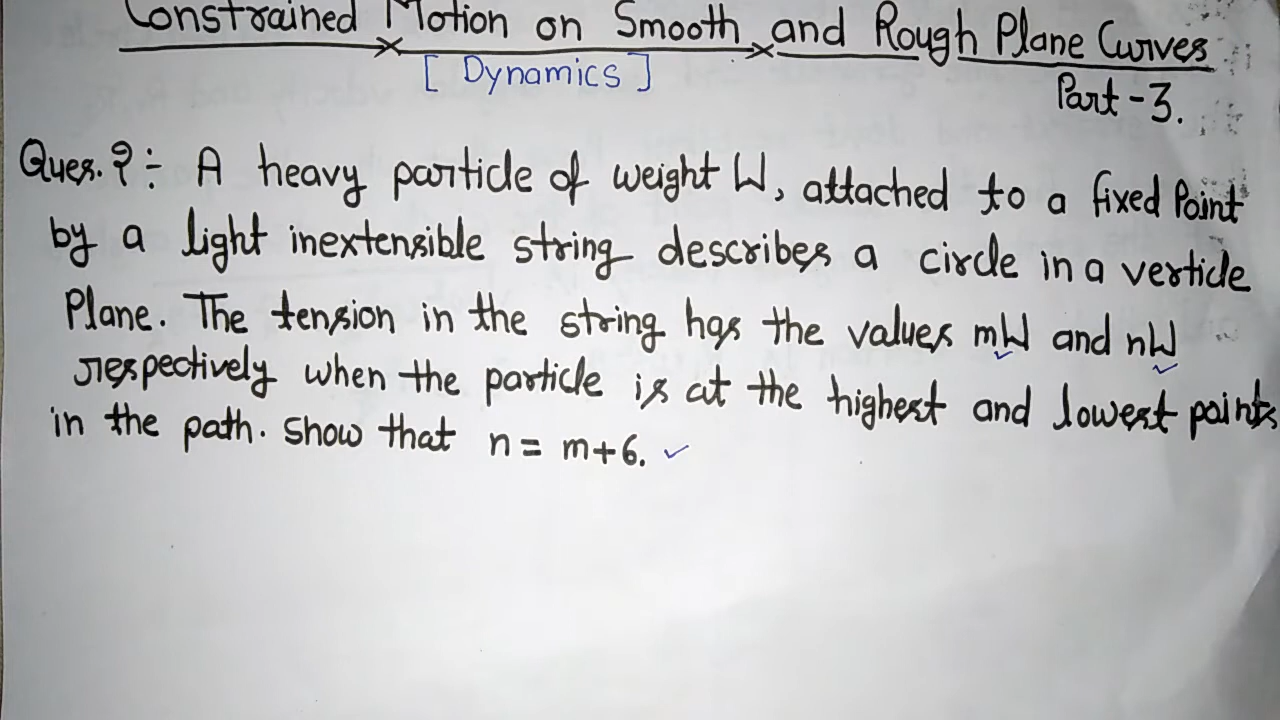 Constrained Motion on Smooth and Rough Plane Curves
[ Dynamics ]
Part-3.
Ques. ? :- A heavy particle of weight W, attached to a fixed Point
by a light inextensible string describes a circle in a verticle
Plane. The tension in the string has the values mW and nW
respectively when the particle is at the highest and lowest points
in the path. Show that n = m+6.